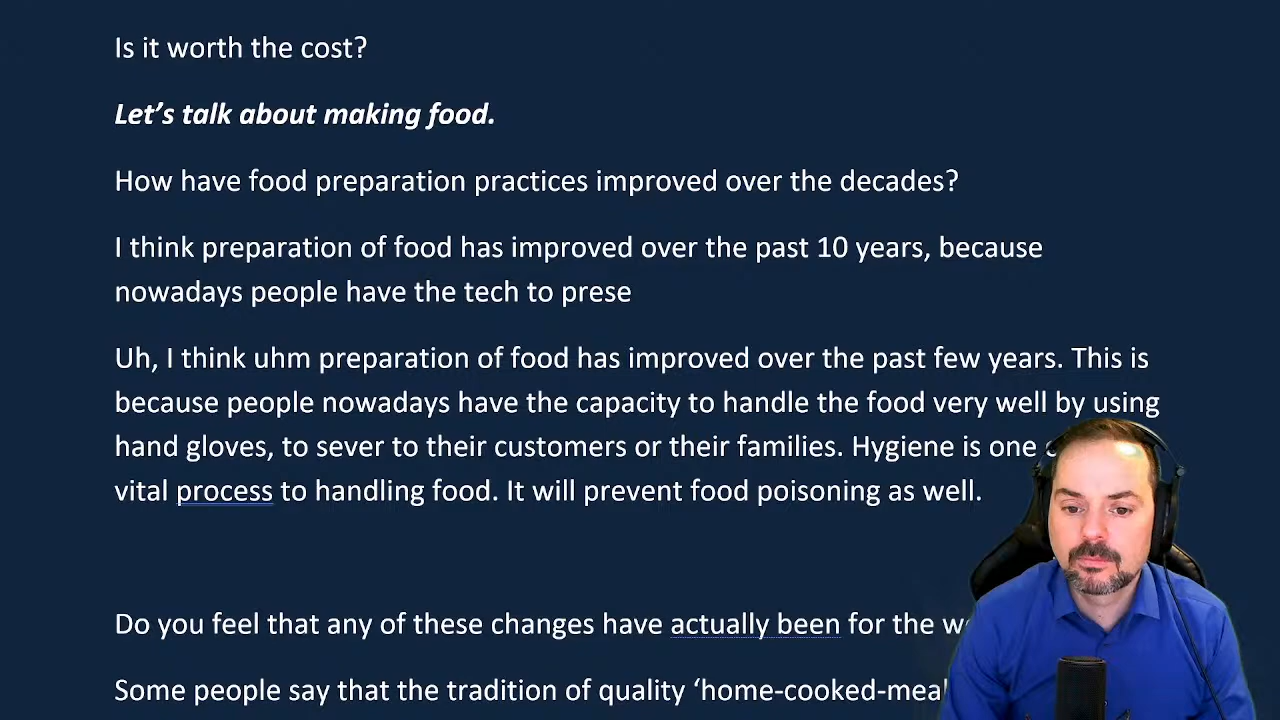 Is it worth the cost?
Let's talk about making food.
How have food preparation practices improved over the decades?
I think preparation of food has improved over the past 10 years, because
nowadays people have the tech to prese
Uh, I think uhm preparation of food has improved over the past few years. This is
because people nowadays have the capacity to handle the food very well by using
hand gloves, to sever to their customers or their families. Hygiene is one
vital process to handling food. It will prevent food poisoning as well.
Do you feel that any of these changes have actually been for the
Some people say that the tradition of quality ‘home-cooked-meal